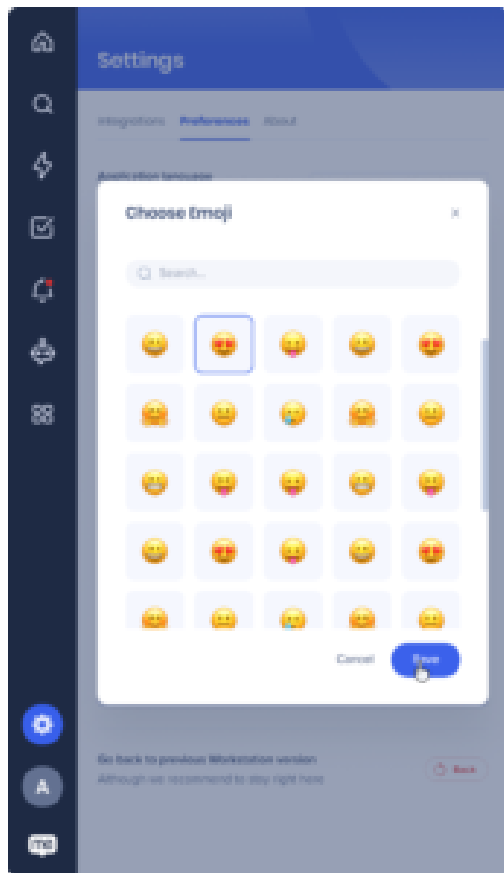 Settings
Integrations Preferences About
Application language
Choose Emoji
Search...
Cancel Save
Go back to previous Workstation version
Although we recommend to stay right here
Back
A